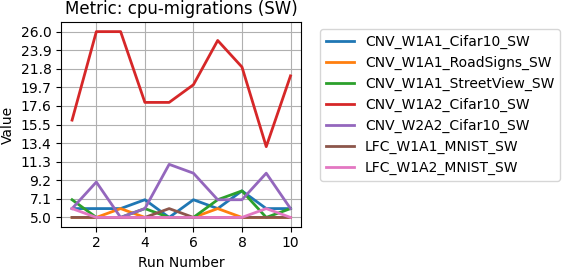 Metric: cpu-migrations (SW)
Value
26.0
23.9
21.8
19.7
17.6
15.5
13.4
11.3
9.2
7.1
5.0
2 4 6 8 10
Run Number
CNV_W1A1_Cifar10_SW
CNV_W1A1_RoadSigns_SW
CNV_W1A1_StreetView_SW
CNV_W1A2_Cifar10_SW
CNV_W2A2_Cifar10_SW
LFC_W1A1_MNIST_SW
LFC_W1A2_MNIST_SW